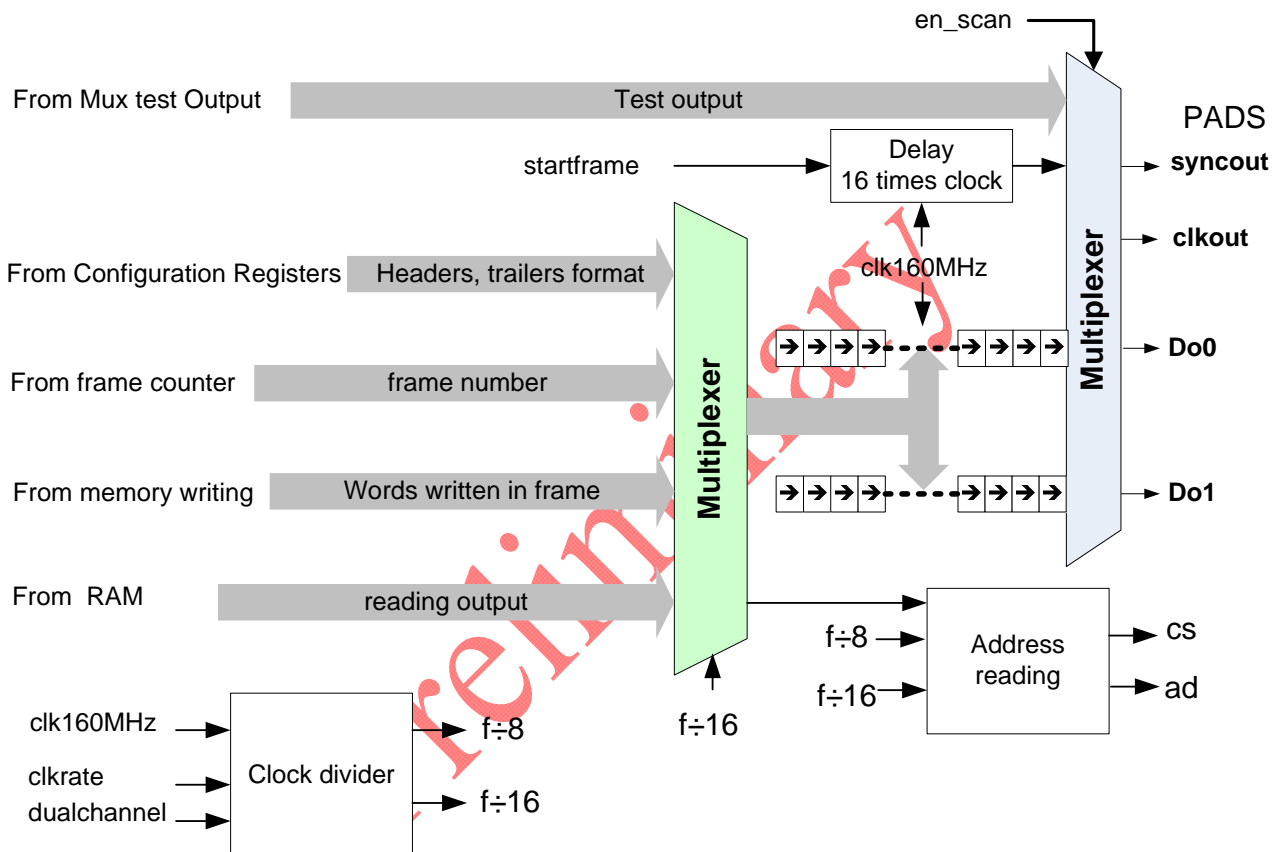 en_scan
From Mux test Output
Test output
PADS
startframe
Delay
16 times clock
syncout
clkout
From Configuration Registers
Headers, trailers format
clk160MHz
Multiplexer
Do0
From frame counter
frame number
Multiplexer
From memory writing
Words written in frame
Do1
From RAM
reading output
f÷8
f÷16
Address
reading
cs
ad
clk160MHz
clkrate
dualchannel
Clock divider
f÷8
f÷16
f÷16
reliminary